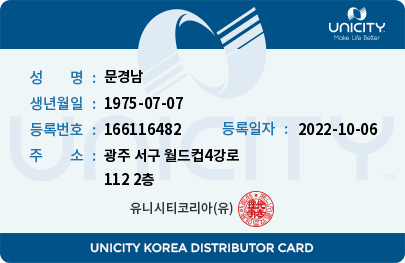 UNICITY
Make Life Better
성 명 : 문경남
생년월일 : 1975-07-07
등록번호 : 166116482 등록일자 : 2022-10-06
주 소 : 광주 서구 월드컵4강로
112 2층
UNICITY
TM
유니시티코리아(유)
UNICITY KOREA DISTRIBUTOR CARD